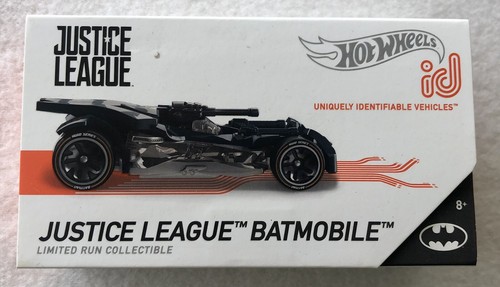 JUSTICE
LEAGUE
HOT WHEELS
id
UNIQUELY IDENTIFIABLE VEHICLES™
JUSTICE LEAGUE™ BATMOBILE™
LIMITED RUN COLLECTIBLE
8+